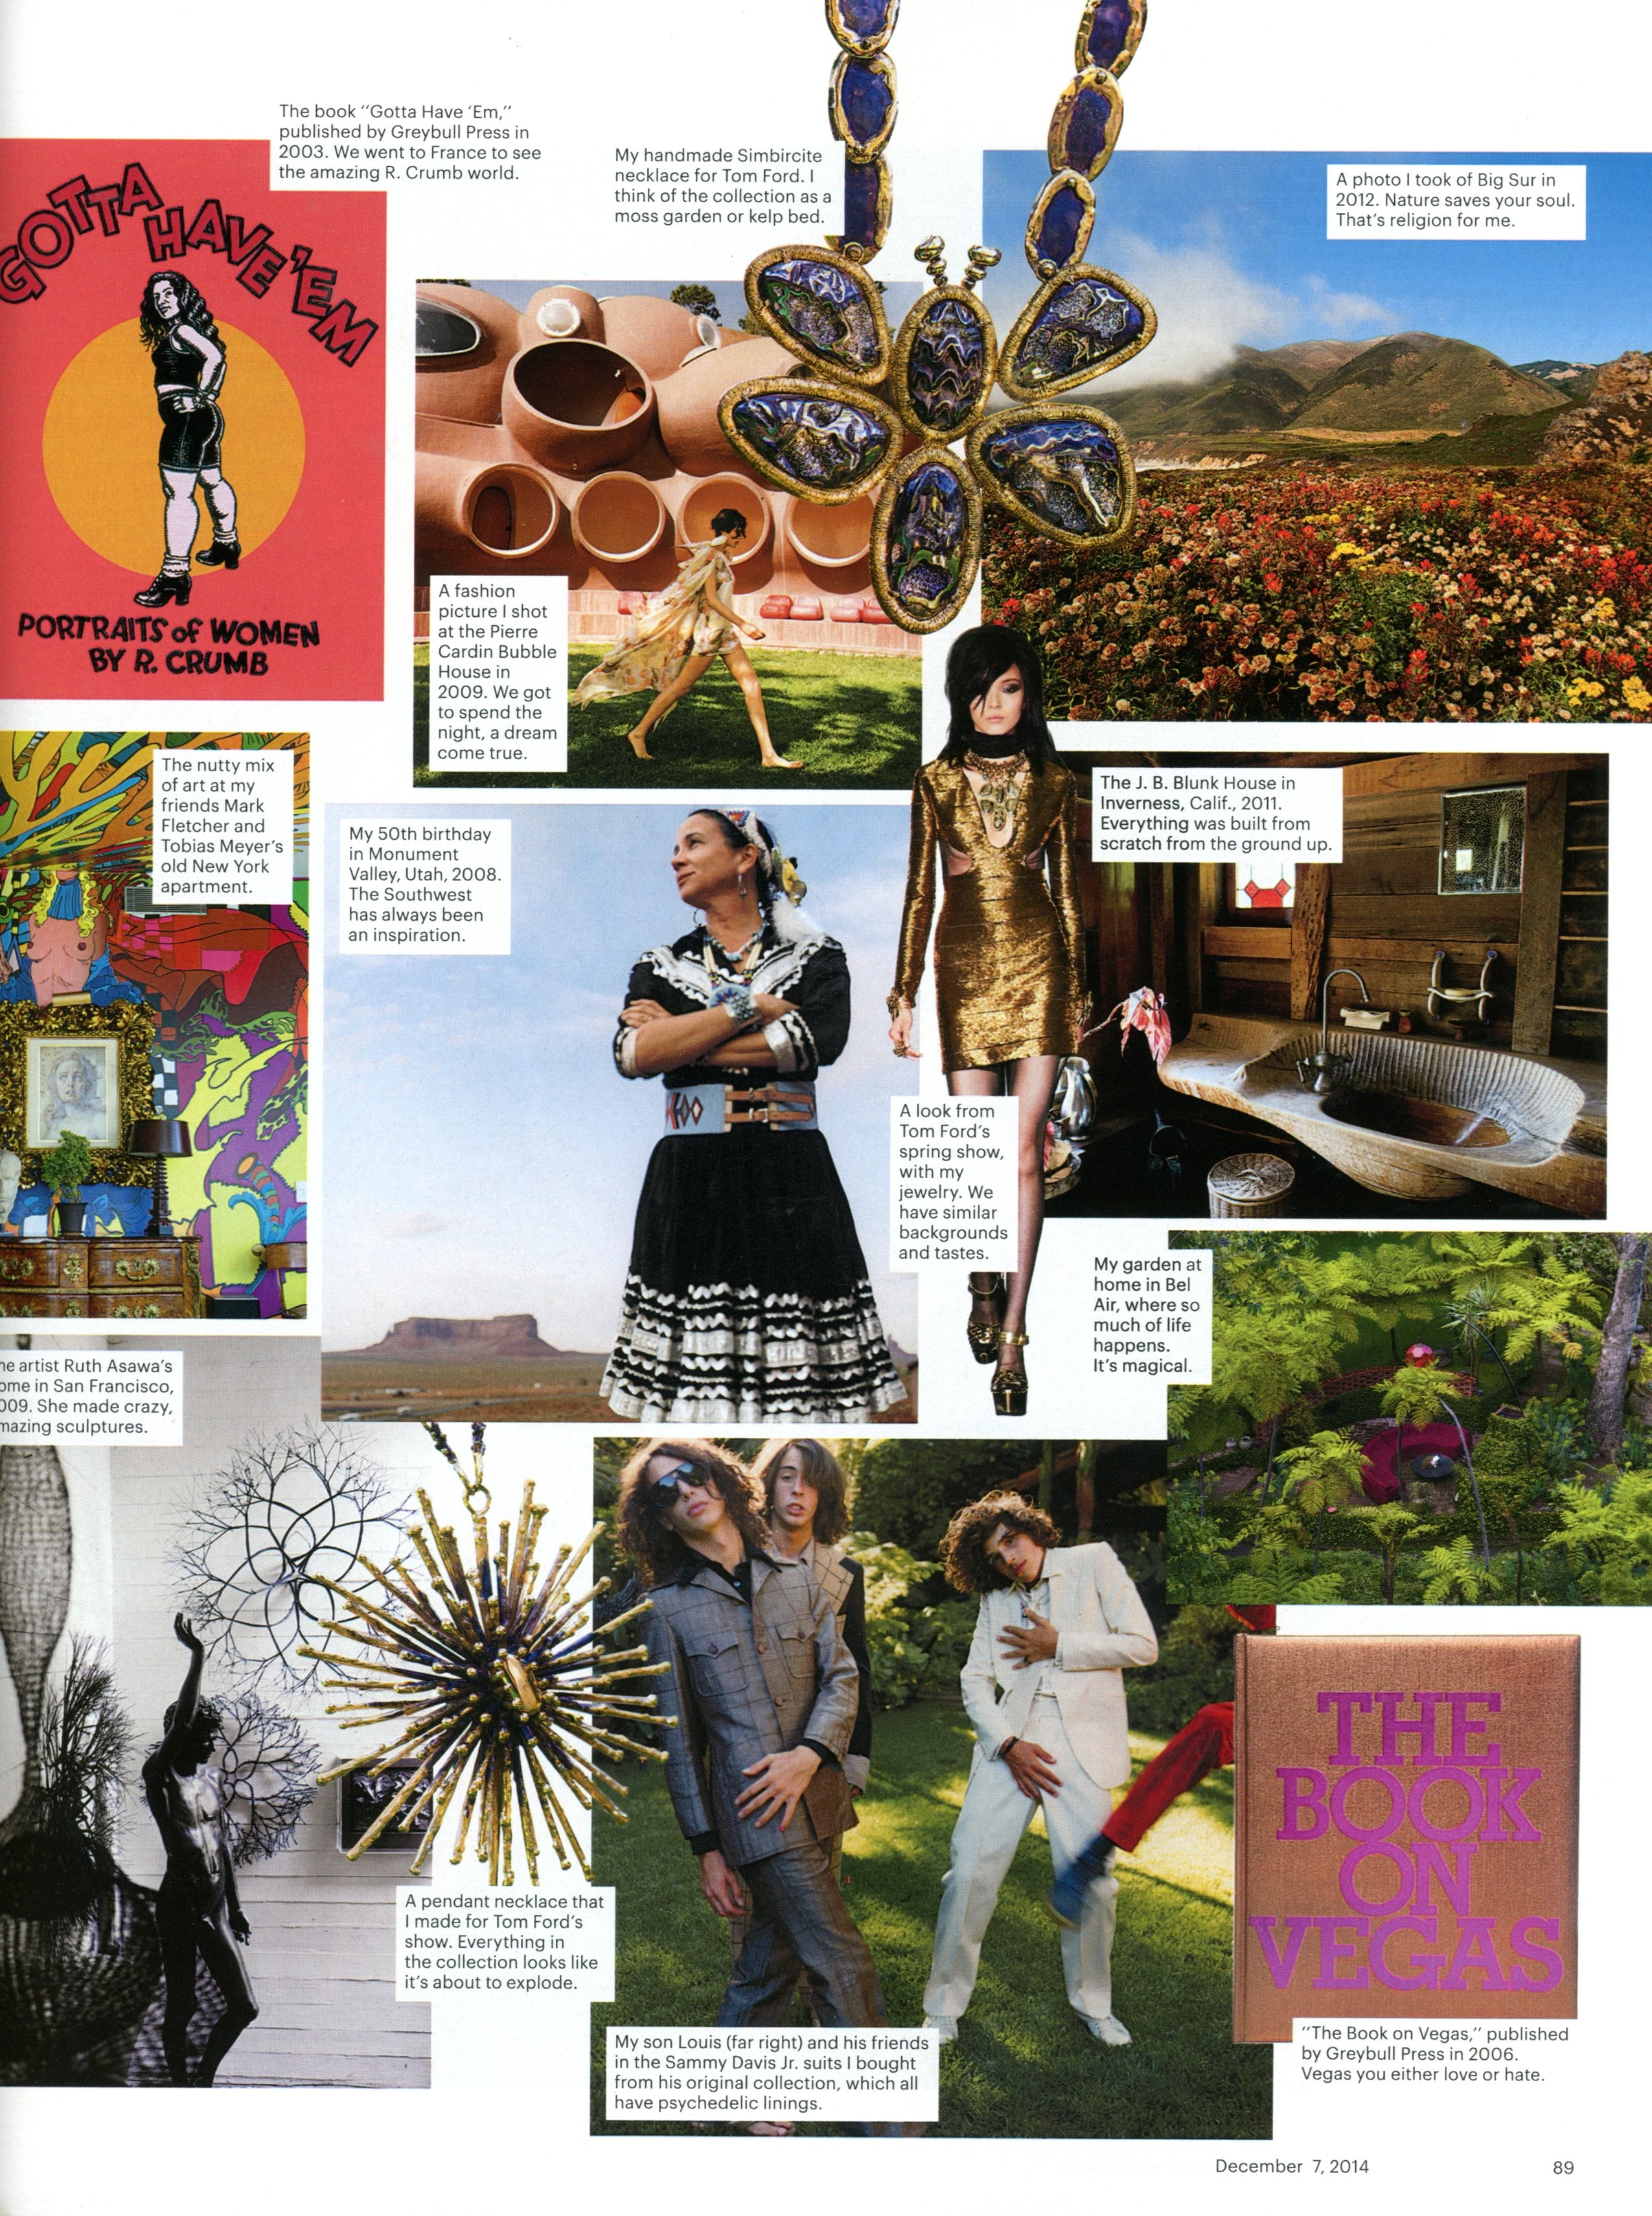 The book "Gotta Have 'Em,"
published by Greybull Press in
2003. We went to France to see
the amazing R. Crumb world.
GOTTA
HAVE 'EM
PORTRAITS of WOMEN
BY R. CRUMB
My handmade Simbircite
necklace for Tom Ford. I
think of the collection as a
moss garden or kelp bed.
A photo I took of Big Sur in
2012. Nature saves your soul.
That's religion for me.
A fashion
picture I shot
at the Pierre
Cardin Bubble
House in
2009. We got
to spend the
night, a dream
come true.
The nutty mix
of art at my
friends Mark
Fletcher and
Tobias Meyer's
old New York
apartment.
My 50th birthday
in Monument
Valley, Utah, 2008.
The Southwest
has always been
an inspiration.
The J. B. Blunk House in
Inverness, Calif., 2011.
Everything was built from
scratch from the ground up.
A look from
Tom Ford's
spring show,
with my
jewelry. We
have similar
backgrounds
and tastes.
My garden at
home in Bel
Air, where so
much of life
happens.
It's magical.
he artist Ruth Asawa's
ome in San Francisco,
009. She made crazy,
mazing sculptures.
A pendant necklace that
I made for Tom Ford's
show. Everything in
the collection looks like
it's about to explode.
My son Louis (far right) and his friends
in the Sammy Davis Jr. suits I bought
from his original collection, which all
have psychedelic linings.
THE
BOOK
ON
VEGAS
"The Book on Vegas," published
by Greybull Press in 2006.
Vegas you either love or hate.
December 7, 2014
89